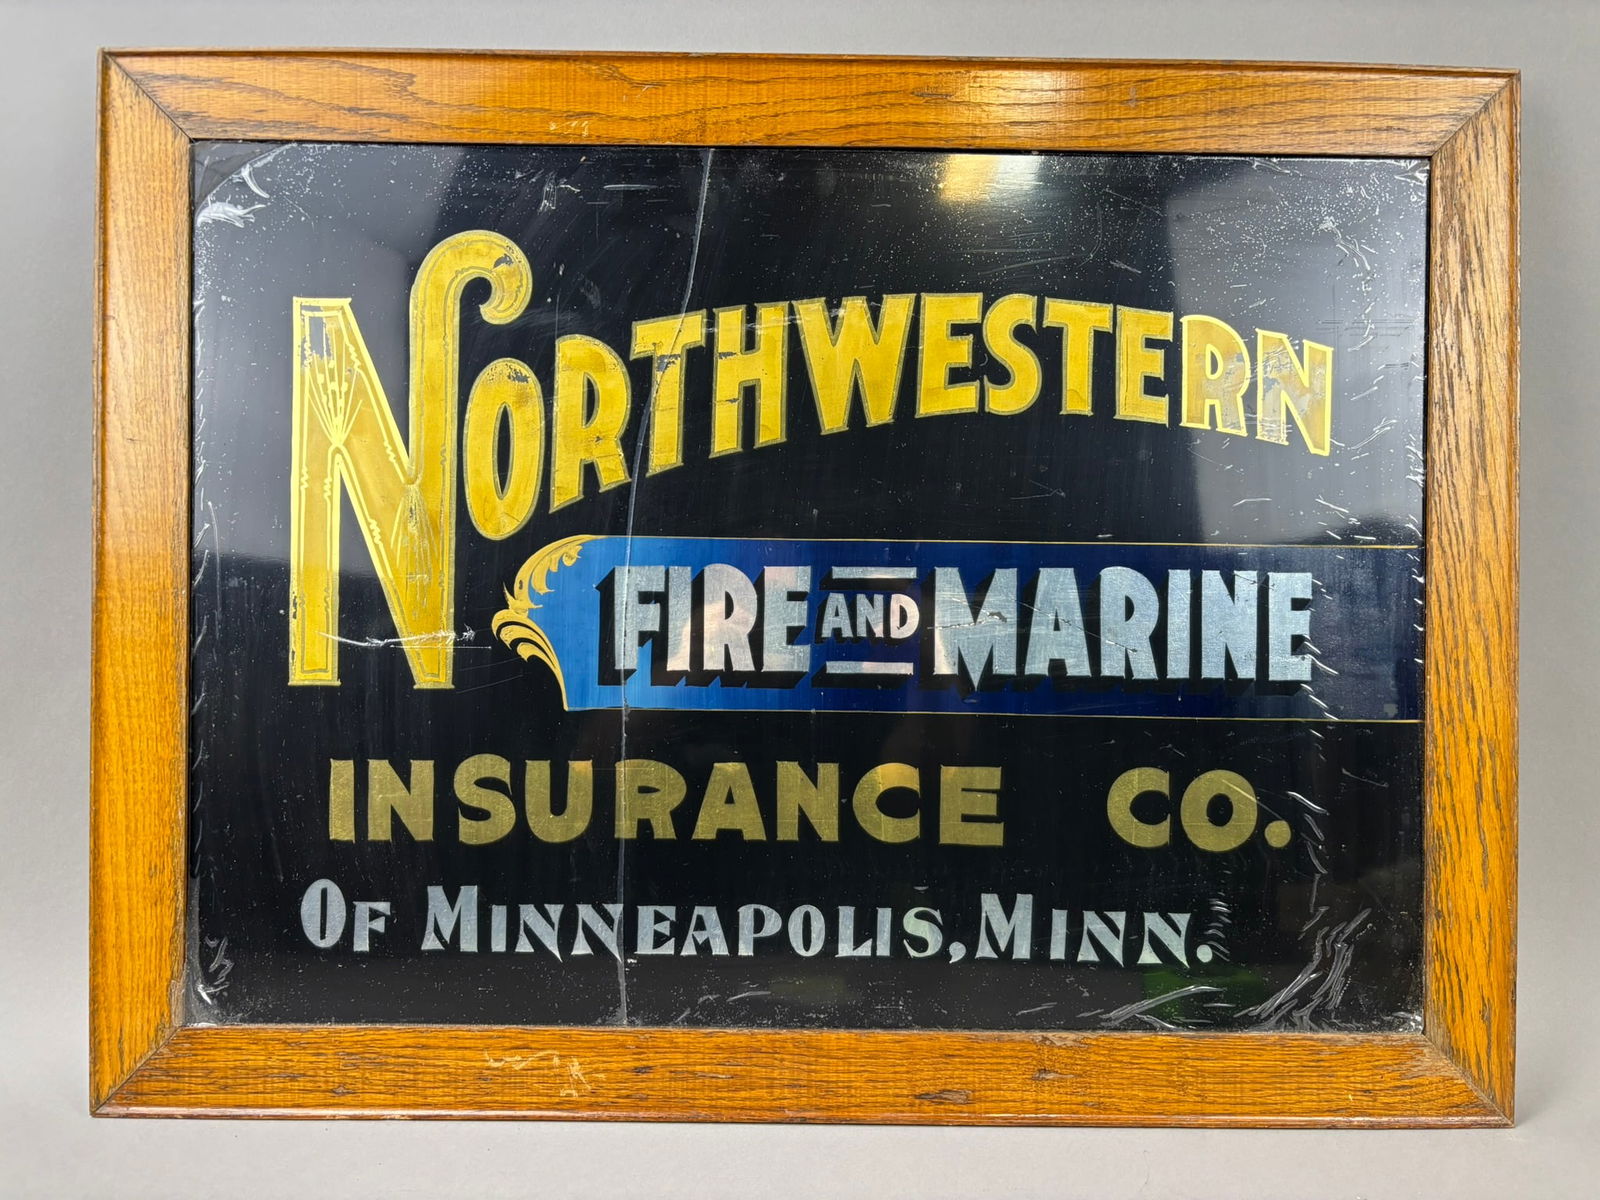 NORTHWESTERN
FIRE AND MARINE
INSURANCE CO.
OF MINNEAPOLIS, MINN.